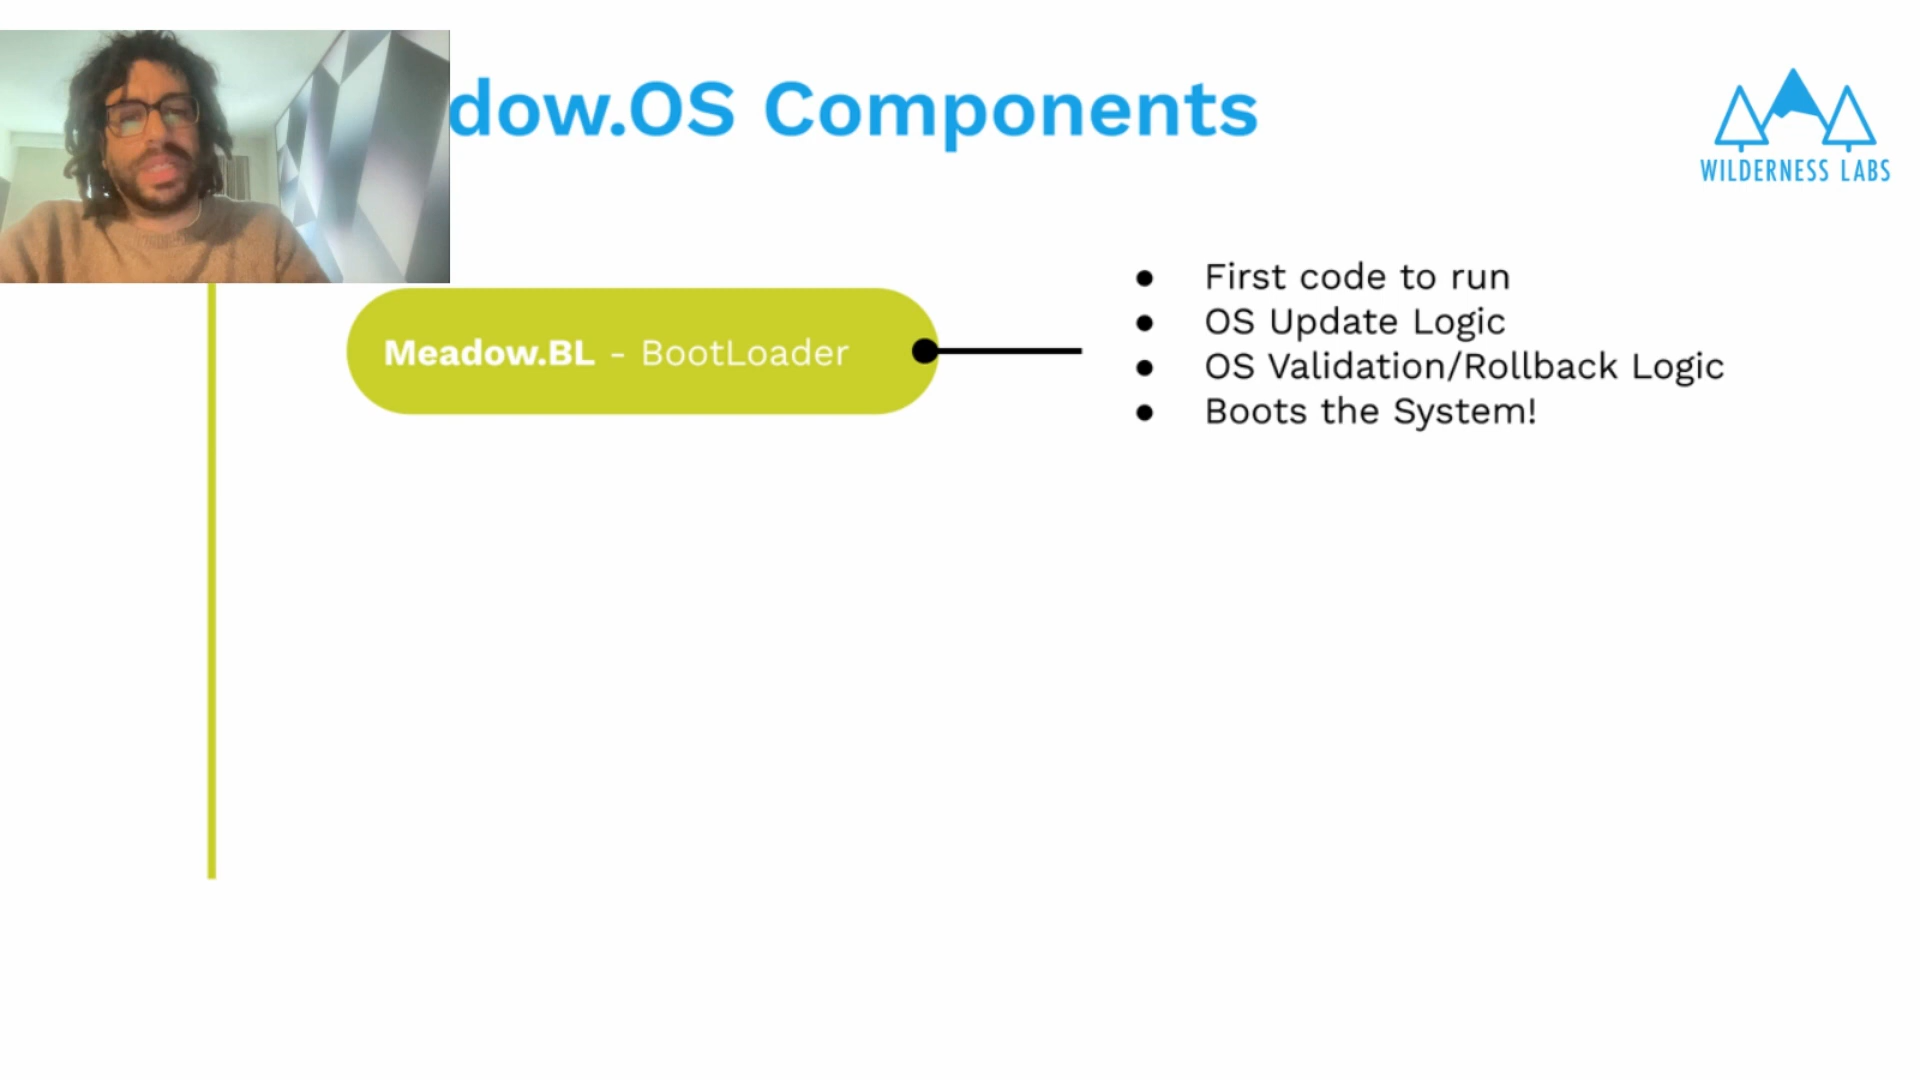 dow.OS Components
WILDERNESS LABS
Meadow.BL - BootLoader
● First code to run
● OS Update Logic
● OS Validation/Rollback Logic
● Boots the System!